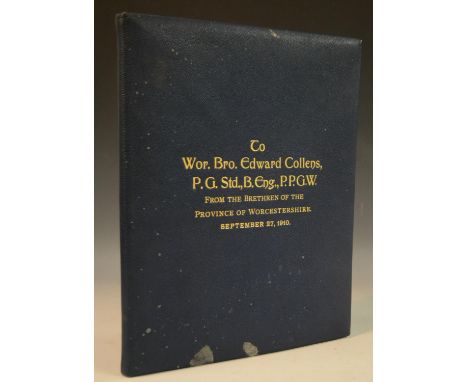 To
Wor. Bro. Edward Collens,
P.G. Std., B. Eng., P.P.G.W.
From the Brethren of the
Province of Worcestershire.
September 27, 1910.